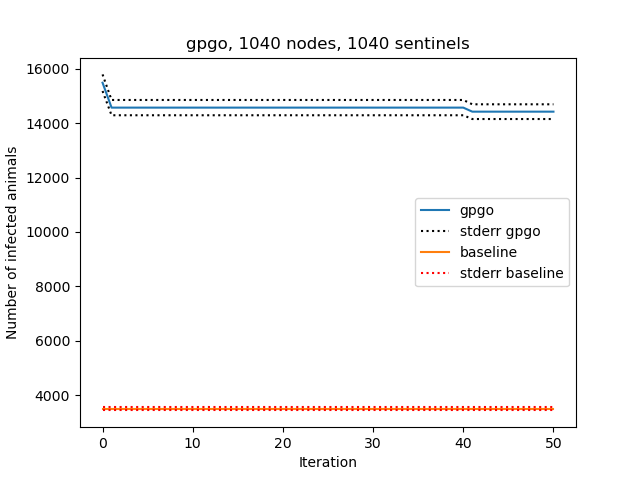 gpgo, 1040 nodes, 1040 sentinels
16000
14000
12000
10000
8000
6000
4000
Number of infected animals
gpgo
stderr gpgo
baseline
stderr baseline
0
10
20
30
40
50
Iteration